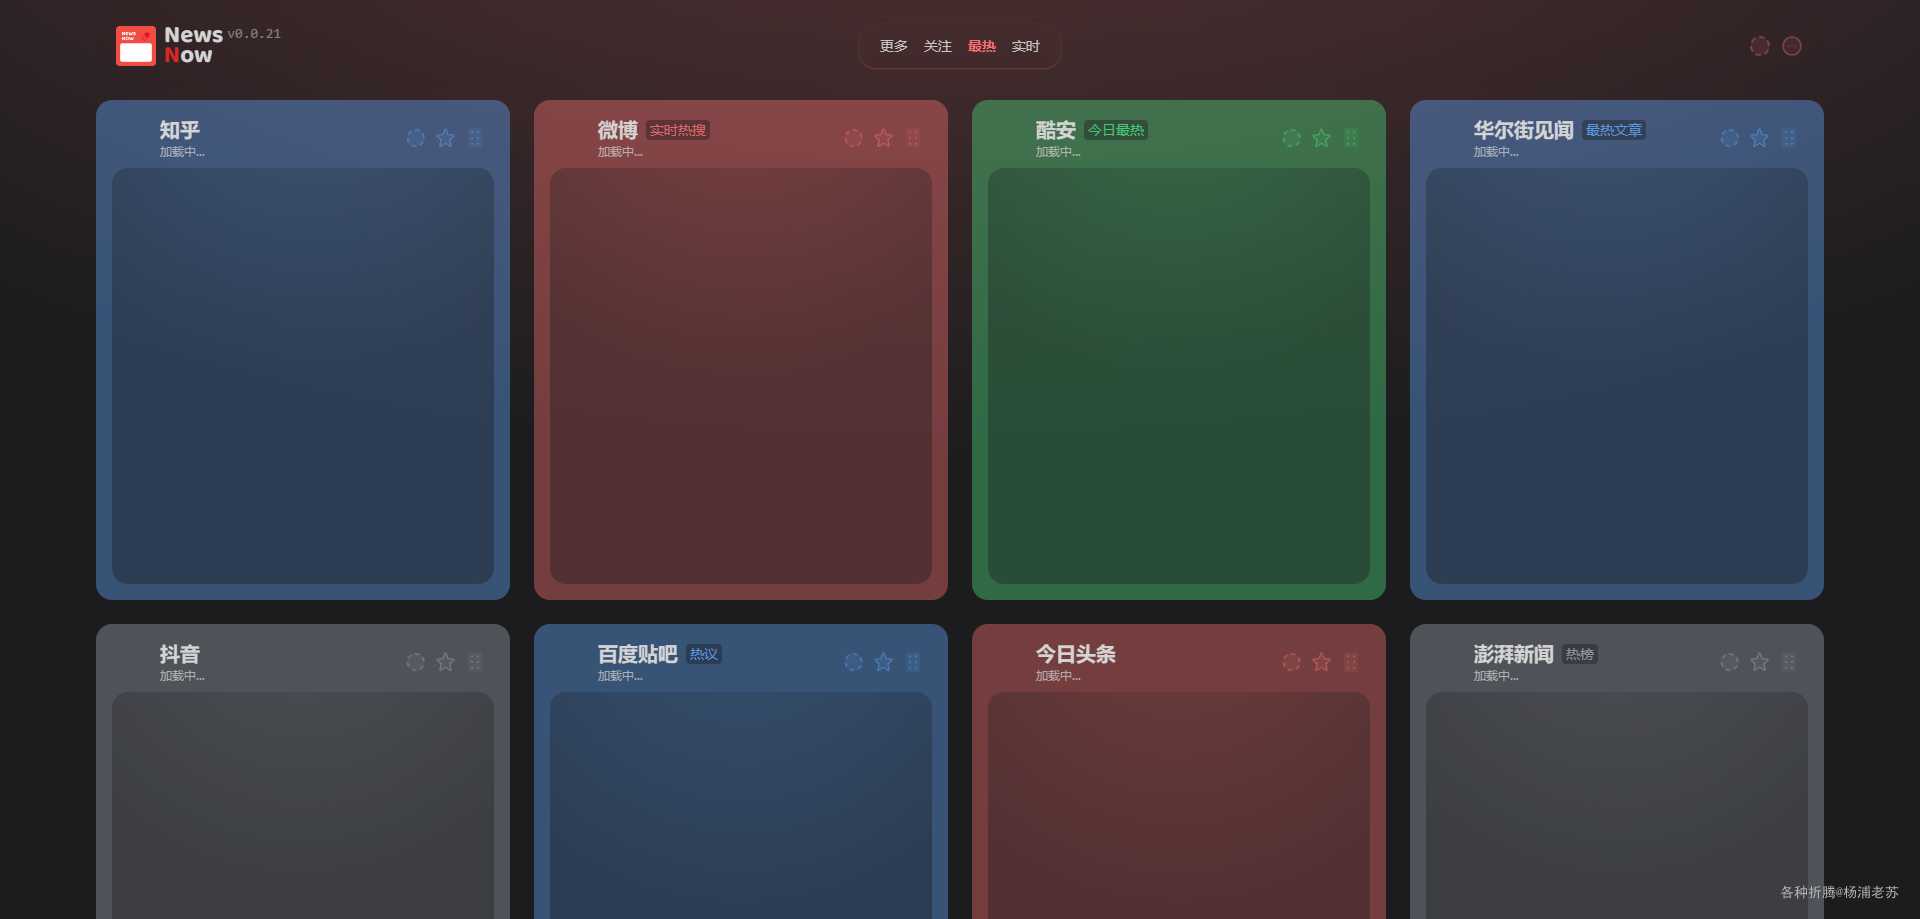 News
Now
v0.0.21
更多 关注 最热 实时
知乎
加载中...
微博 实时热搜
加载中...
酷安 今日最热
加载中...
华尔街见闻 最热文章
加载中...
抖音
加载中...
百度贴吧 热议
加载中...
今日头条
加载中...
澎湃新闻 热榜
加载中...
各种折腾@杨浦老苏